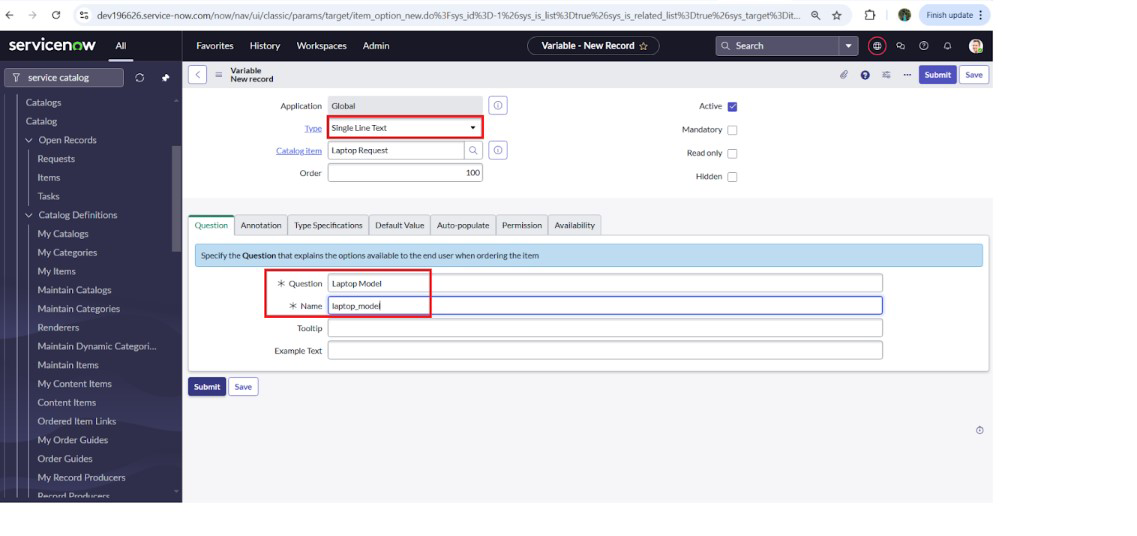 dev196626.service-now.com/now/nav/ui/classic/params/target/item_option_new.do%3Fsys_id%3D-1%26sys_is_list%3Dtrue%26sys_is_related_list%3Dtrue%26sys_target%3Dit...
Finish update
servicenow All Favorites History Workspaces Admin Variable - New Record Search
service catalog
Variable
New record
Submit Save
Catalogs
Catalog
Open Records
Requests
Items
Tasks
Catalog Definitions
My Catalogs
My Categories
My Items
Maintain Catalogs
Maintain Categories
Renderers
Maintain Dynamic Categori...
Maintain Items
My Content Items
Content Items
Ordered Item Links
My Order Guides
Order Guides
My Record Producers
Record Producers
Application Global
Type Single Line Text
Catalog item Laptop Request
Order 100
Active
Mandatory
Read only
Hidden
Question Annotation Type Specifications Default Value Auto-populate Permission Availability
Specify the Question that explains the options available to the end user when ordering the item
Question Laptop Model
Name laptop_model
Tooltip
Example Text
Submit Save